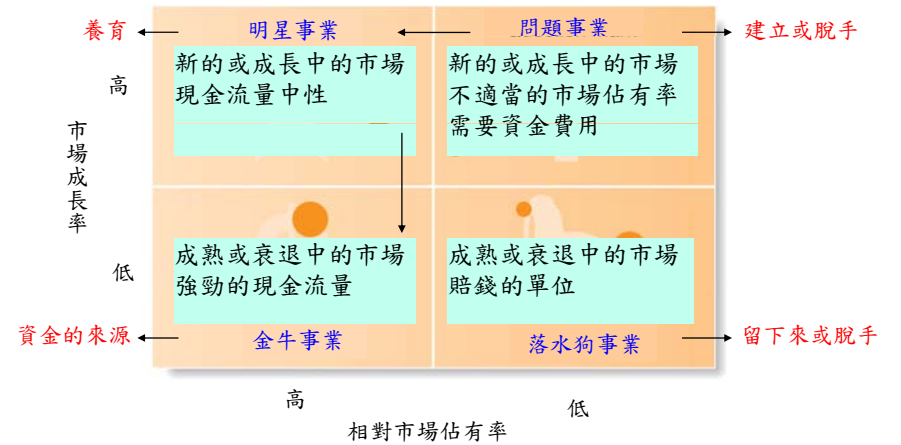 養育
明星事業
問題事業
建立或脫手
高
新的或成長中的市場
現金流量中性
新的或成長中的市場
不適當的市場佔有率
需要資金費用
市場成長率
低
成熟或衰退中的市場
強勁的現金流量
成熟或衰退中的市場
賠錢的單位
資金的來源
金牛事業
落水狗事業
留下來或脫手
高
低
相對市場佔有率